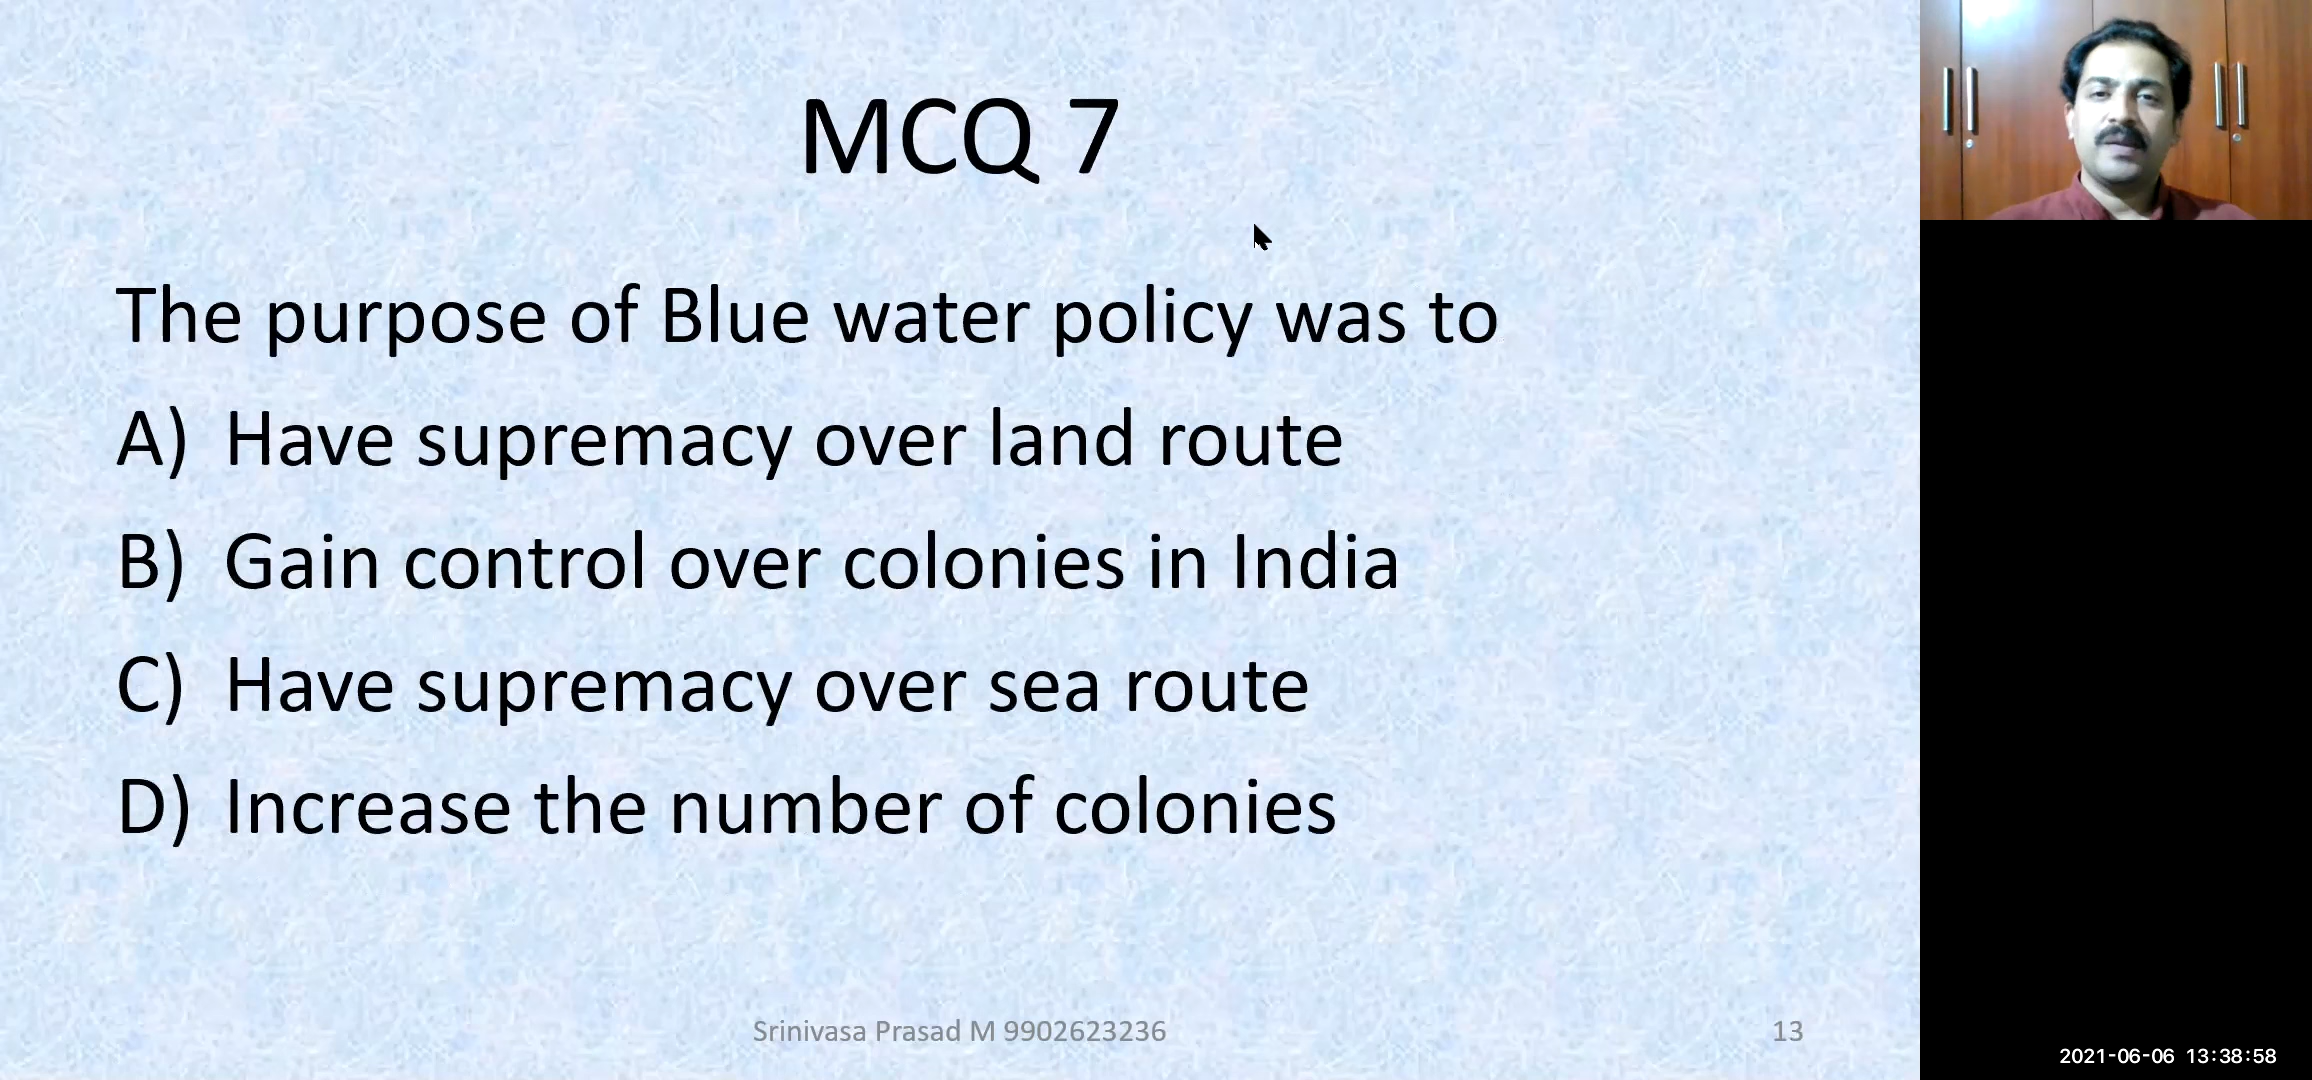 MCQ 7
The purpose of Blue water policy was to
A) Have supremacy over land route
B) Gain control over colonies in India
C) Have supremacy over sea route
D) Increase the number of colonies
Srinivasa Prasad M 9902623236
13
2021-06-06 13:38:58